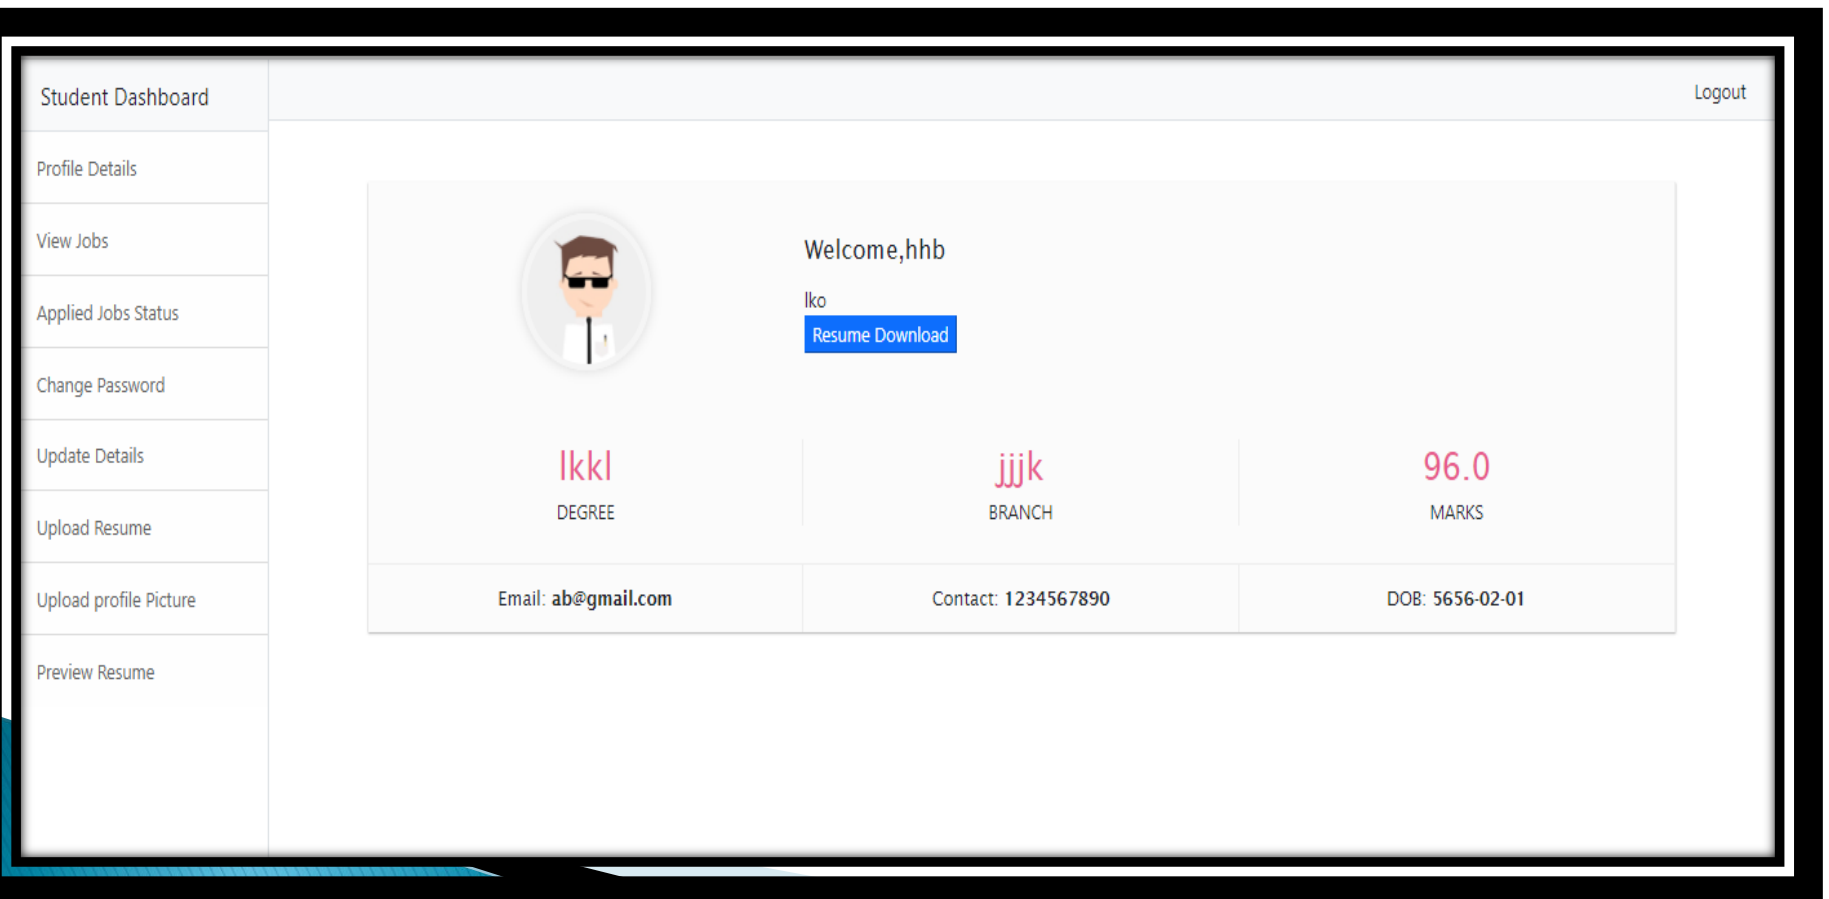 Student Dashboard
Logout
Profile Details
View Jobs
Applied Jobs Status
Change Password
Update Details
Upload Resume
Upload profile Picture
Preview Resume
Welcome,hhb
lko
Resume Download
lkkl
DEGREE
jjjk
BRANCH
96.0
MARKS
Email: ab@gmail.com
Contact: 1234567890
DOB: 5656-02-01